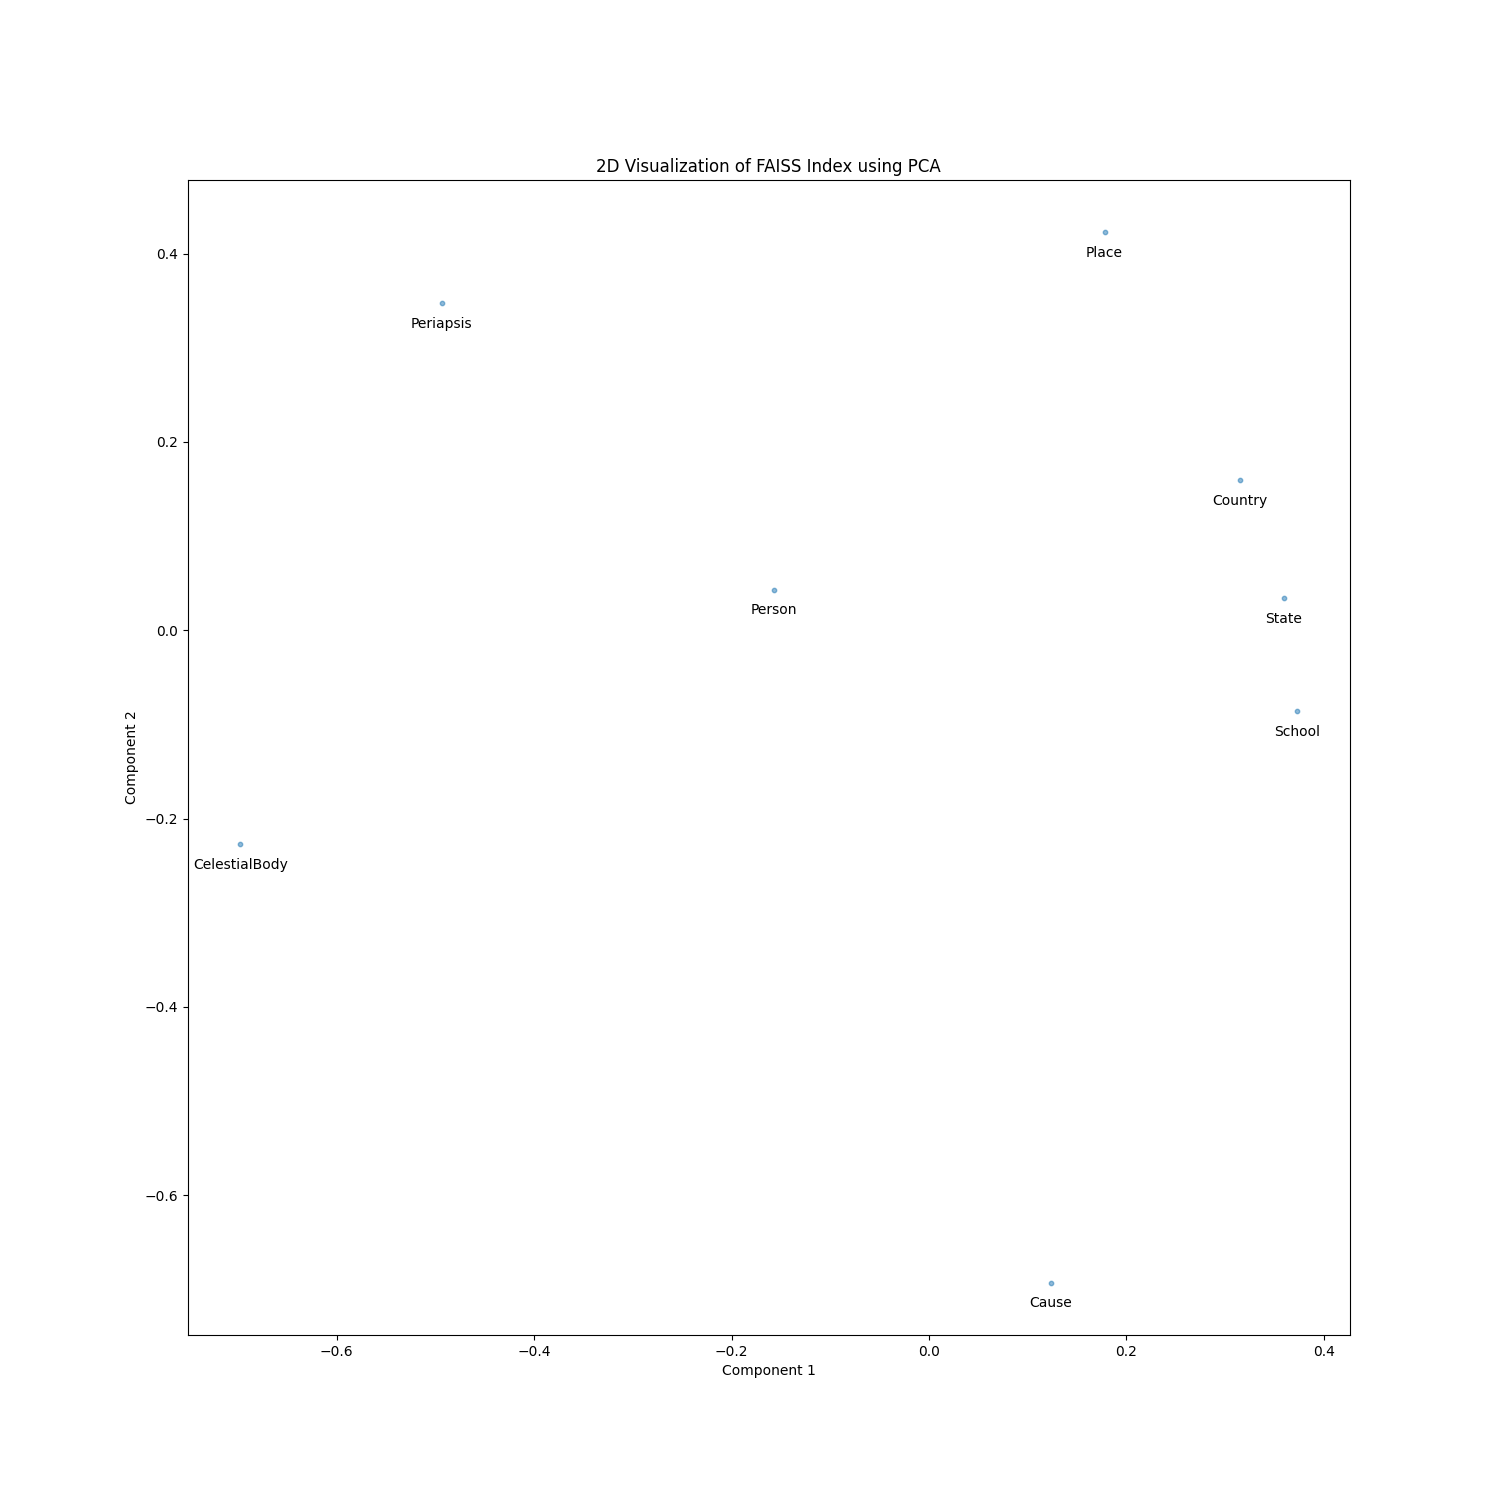 2D Visualization of FAISS Index using PCA
0.4
Place
Periapsis
0.2
Country
Person
State
0.0
School
Component 2
−0.2
CelestialBody
−0.4
−0.6
Cause
−0.6 −0.4 −0.2 0.0 0.2 0.4
Component 1